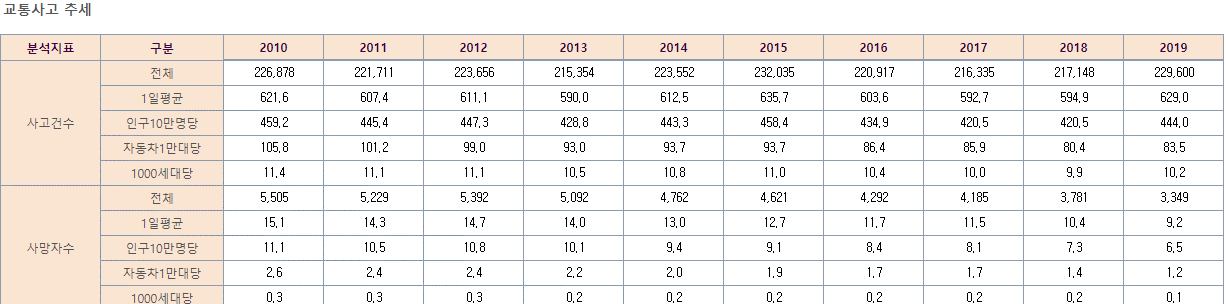 교통사고 추세
분석지표 구분 2010 2011 2012 2013 2014 2015 2016 2017 2018 2019
사고건수
전체 226,878 221,711 223,656 215,354 223,552 232,035 220,917 216,335 217,148 229,600
1일평균 621.6 607.4 611.1 590.0 612.5 635.7 603.6 592.7 594.9 629.0
인구10만명당 459.2 445.4 447.3 428.8 443.3 458.4 434.9 420.5 420.5 444.0
자동차1만대당 105.8 101.2 99.0 93.0 93.7 93.7 86.4 85.9 80.4 83.5
1000세대당 11.4 11.1 11.1 10.5 10.8 11.0 10.4 10.0 9.9 10.2
사망자수
전체 5,505 5,229 5,392 5,092 4,762 4,621 4,292 4,185 3,781 3,349
1일평균 15.1 14.3 14.7 14.0 13.0 12.7 11.7 11.5 10.4 9.2
인구10만명당 11.1 10.5 10.8 10.1 9.4 9.1 8.4 8.1 7.3 6.5
자동차1만대당 2.6 2.4 2.4 2.2 2.0 1.9 1.7 1.7 1.4 1.2
1000세대당 0.3 0.3 0.3 0.2 0.2 0.2 0.2 0.2 0.2 0.1